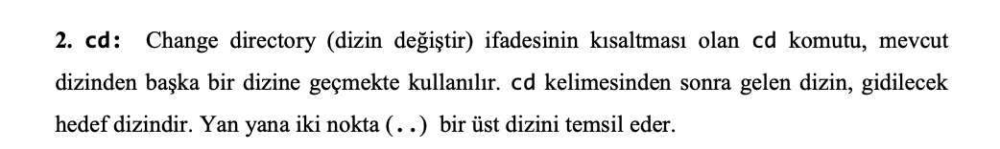 2. cd: Change directory (dizin değiştir) ifadesinin kısaltması olan cd komutu, mevcut
dizinden başka bir dizine geçmekte kullanılır. cd kelimesinden sonra gelen dizin, gidilecek
hedef dizindir. Yan yana iki nokta (..) bir üst dizini temsil eder.